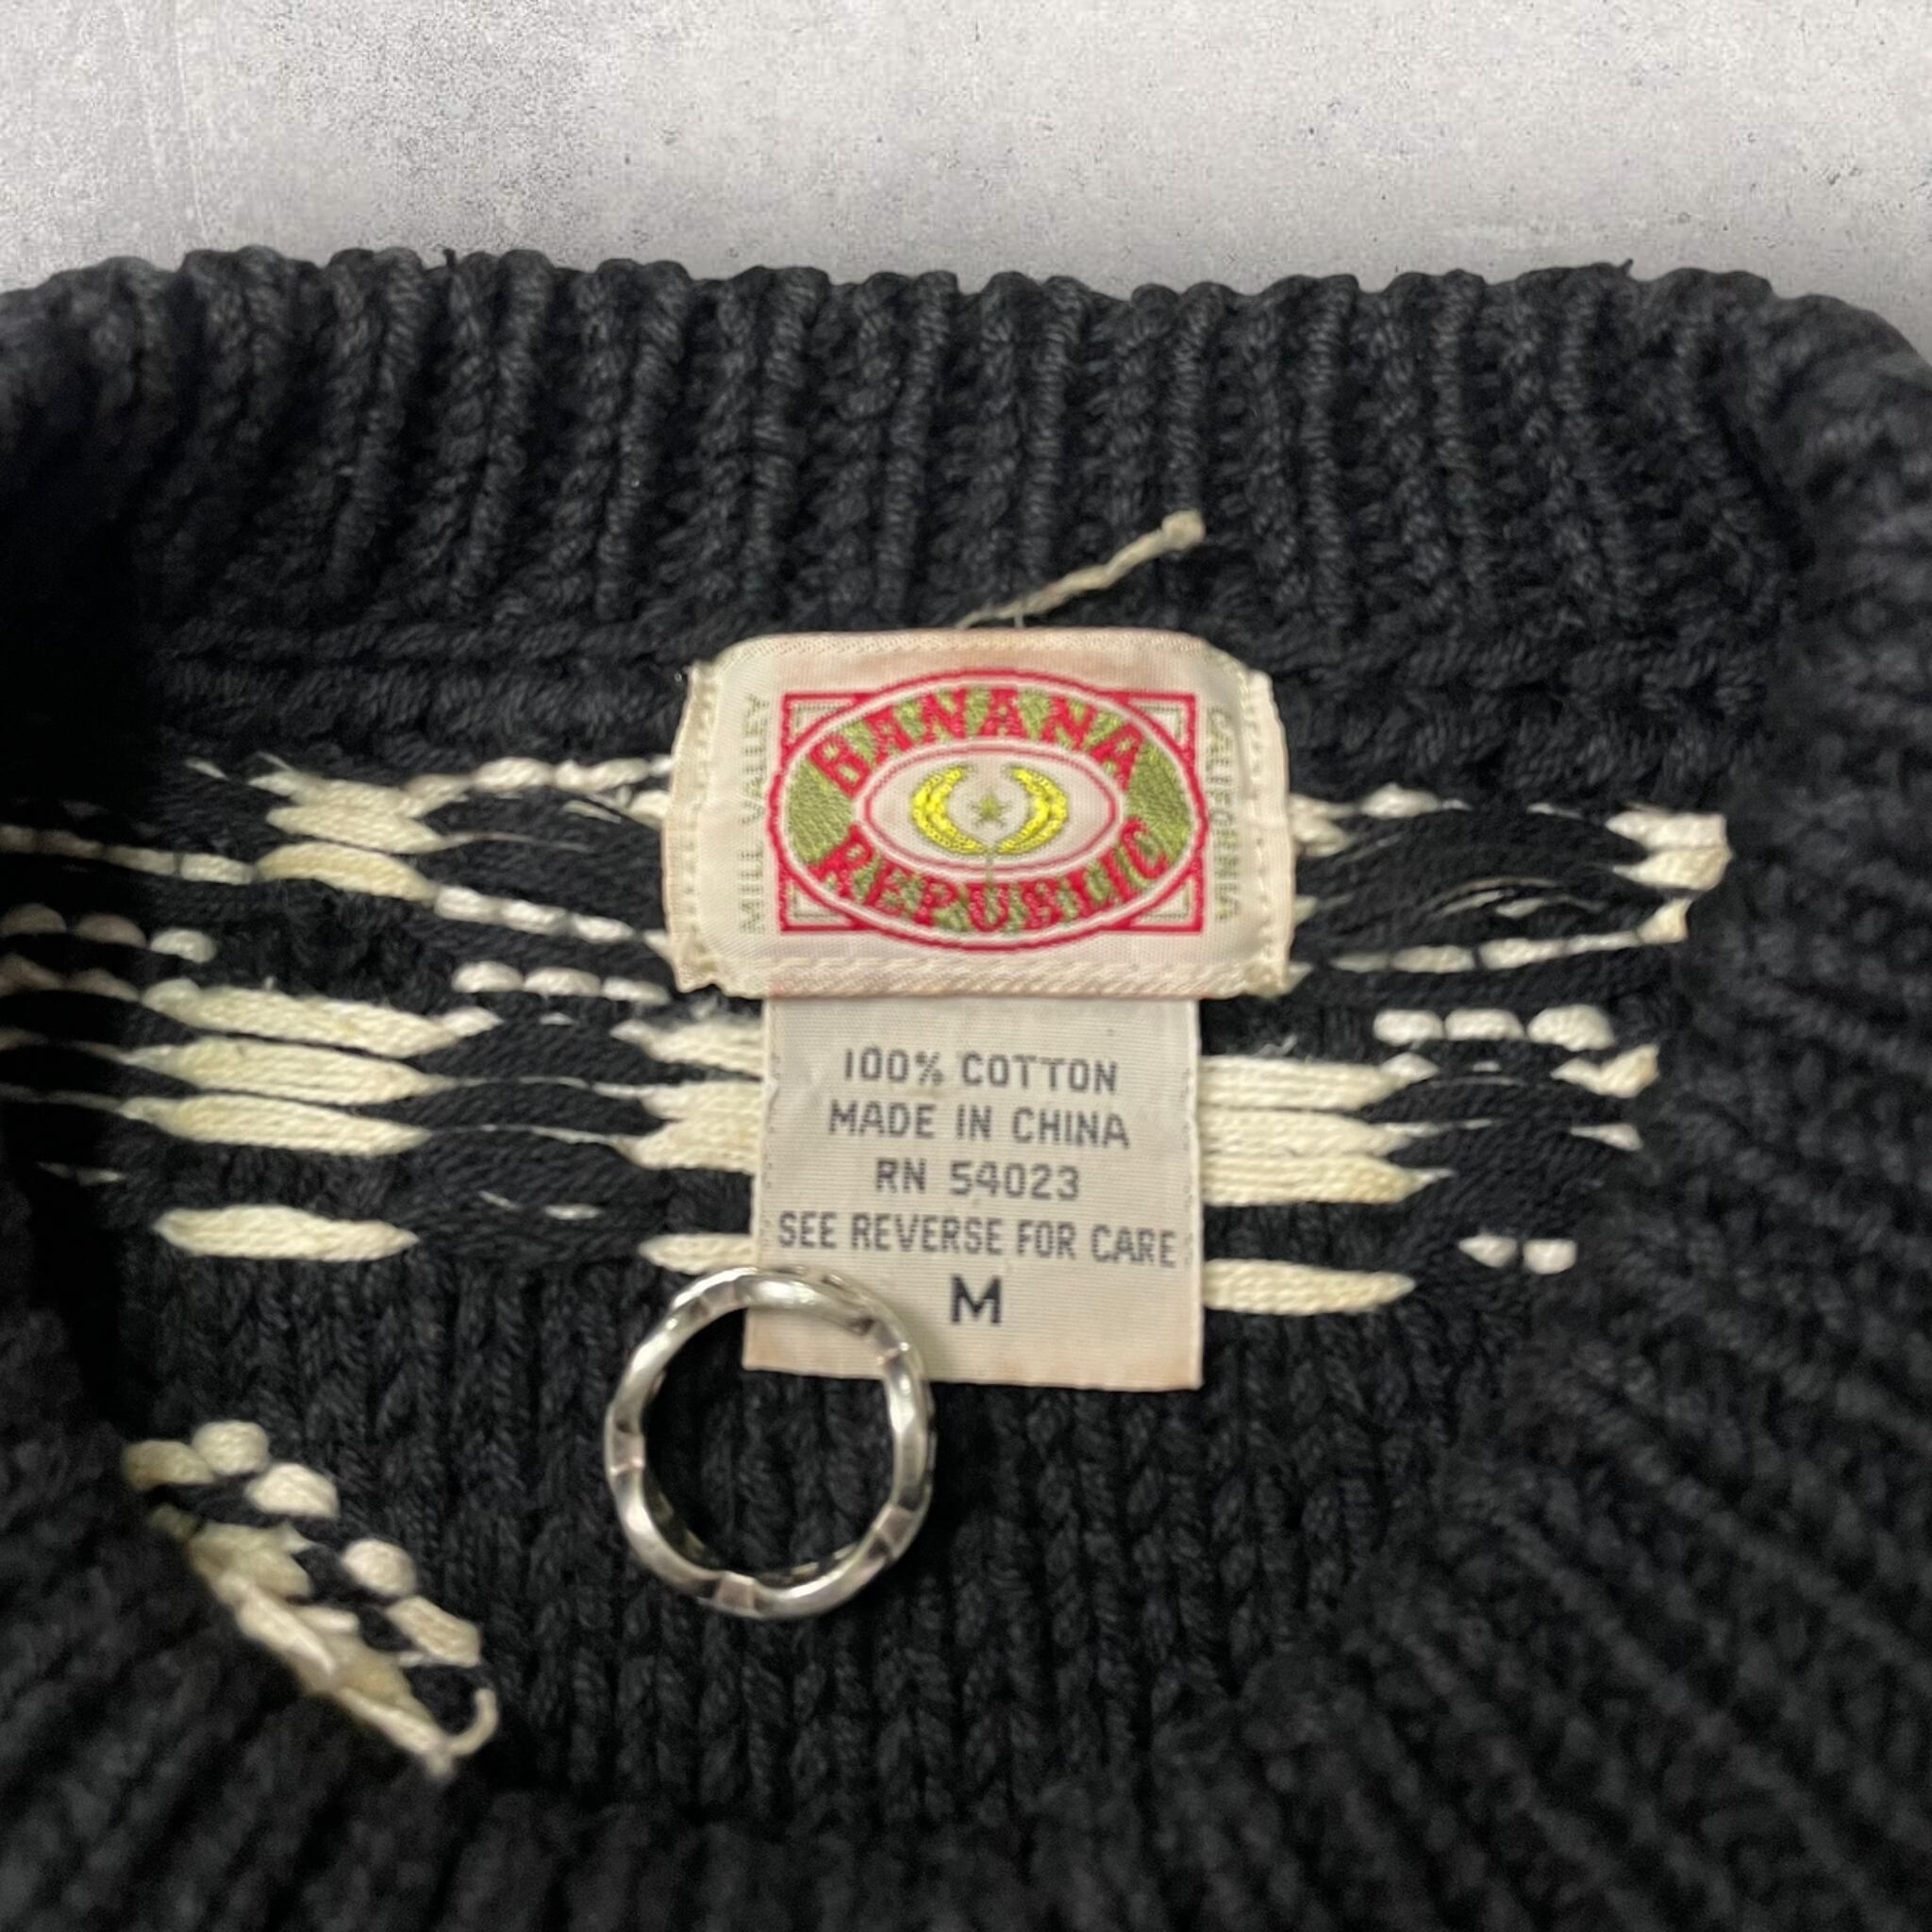 BANANA
REPUBLIC
MILL VALLEY
CALIFORNIA
100% COTTON
MADE IN CHINA
RN 54023
SEE REVERSE FOR CARE
M